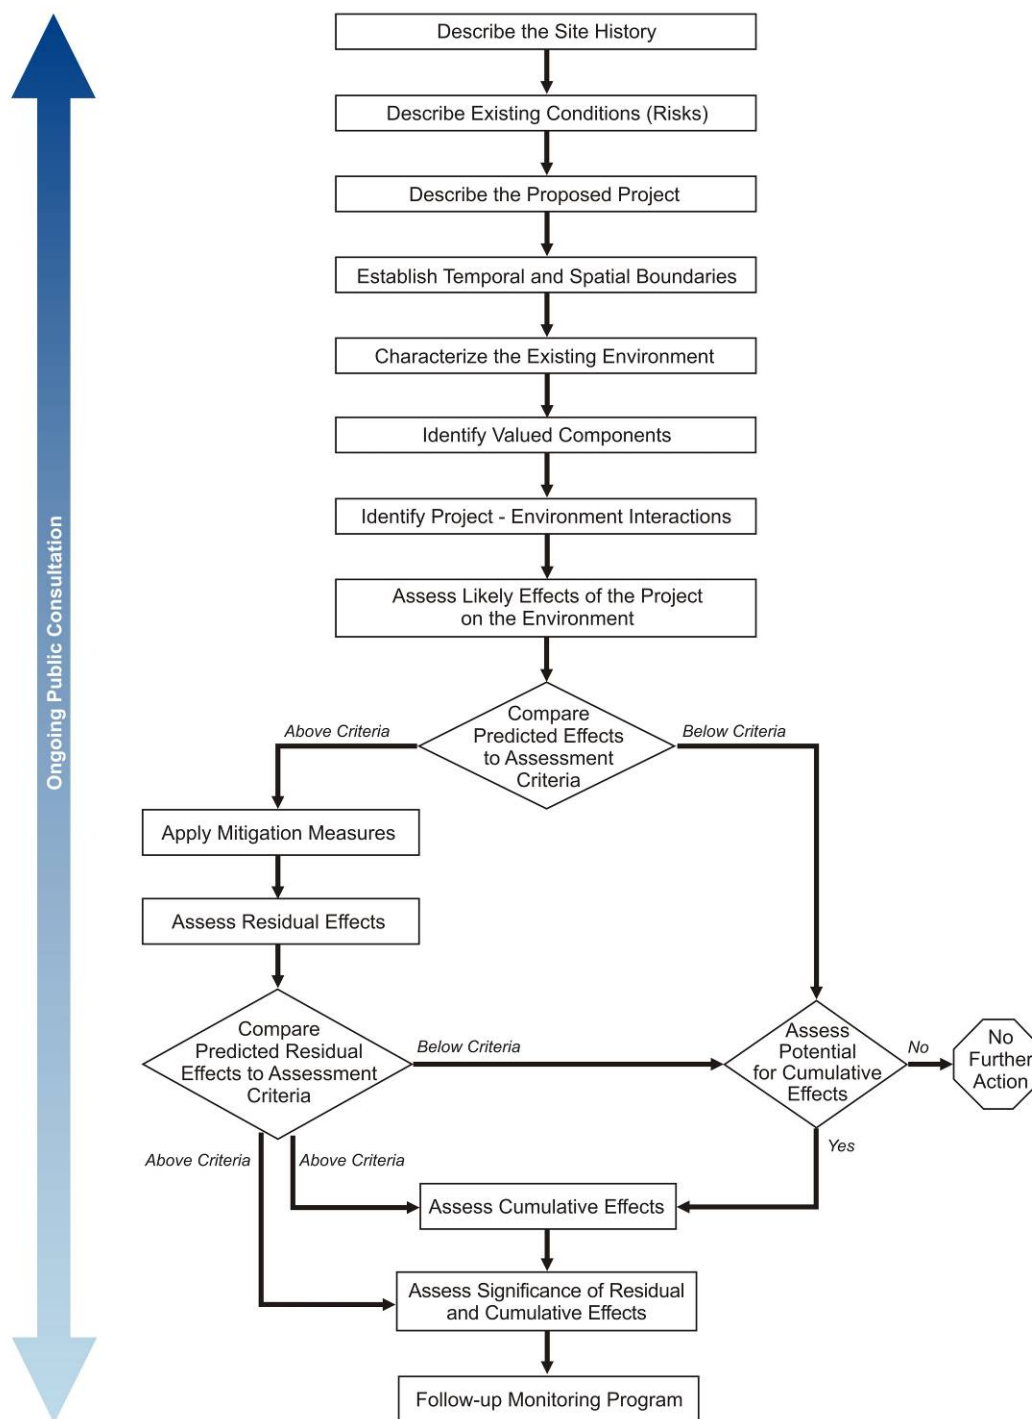 Describe the Site History
Describe Existing Conditions (Risks)
Describe the Proposed Project
Establish Temporal and Spatial Boundaries
Characterize the Existing Environment
Identify Valued Components
Identify Project - Environment Interactions
Assess Likely Effects of the Project
on the Environment
Compare
Predicted Effects
to Assessment
Criteria
Above Criteria
Below Criteria
Apply Mitigation Measures
Assess Residual Effects
Compare
Predicted Residual
Effects to Assessment
Criteria
Below Criteria
Assess
Potential
for Cumulative
Effects
No
No
Further
Action
Above Criteria
Above Criteria
Yes
Assess Cumulative Effects
Assess Significance of Residual
and Cumulative Effects
Follow-up Monitoring Program
Ongoing Public Consultation